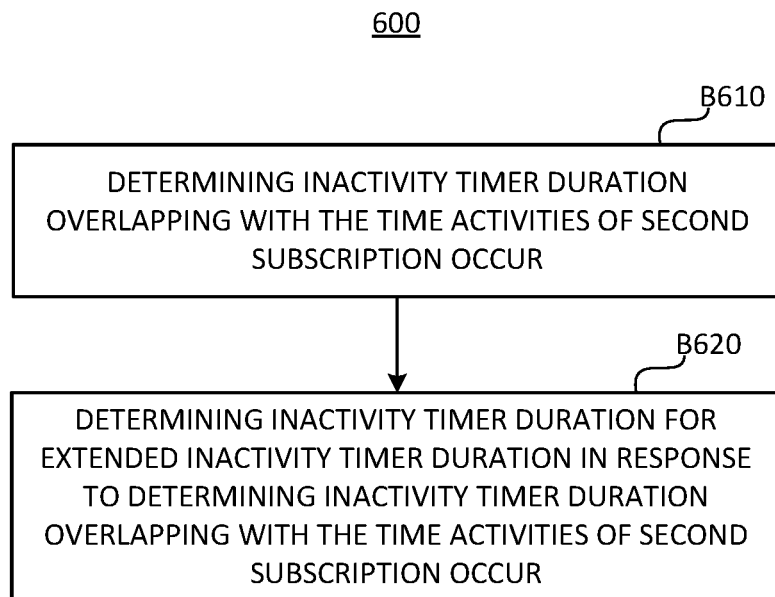 600
B610
DETERMINING INACTIVITY TIMER DURATION
OVERLAPPING WITH THE TIME ACTIVITIES OF SECOND
SUBSCRIPTION OCCUR
B620
DETERMINING INACTIVITY TIMER DURATION FOR
EXTENDED INACTIVITY TIMER DURATION IN RESPONSE
TO DETERMINING INACTIVITY TIMER DURATION
OVERLAPPING WITH THE TIME ACTIVITIES OF SECOND
SUBSCRIPTION OCCUR